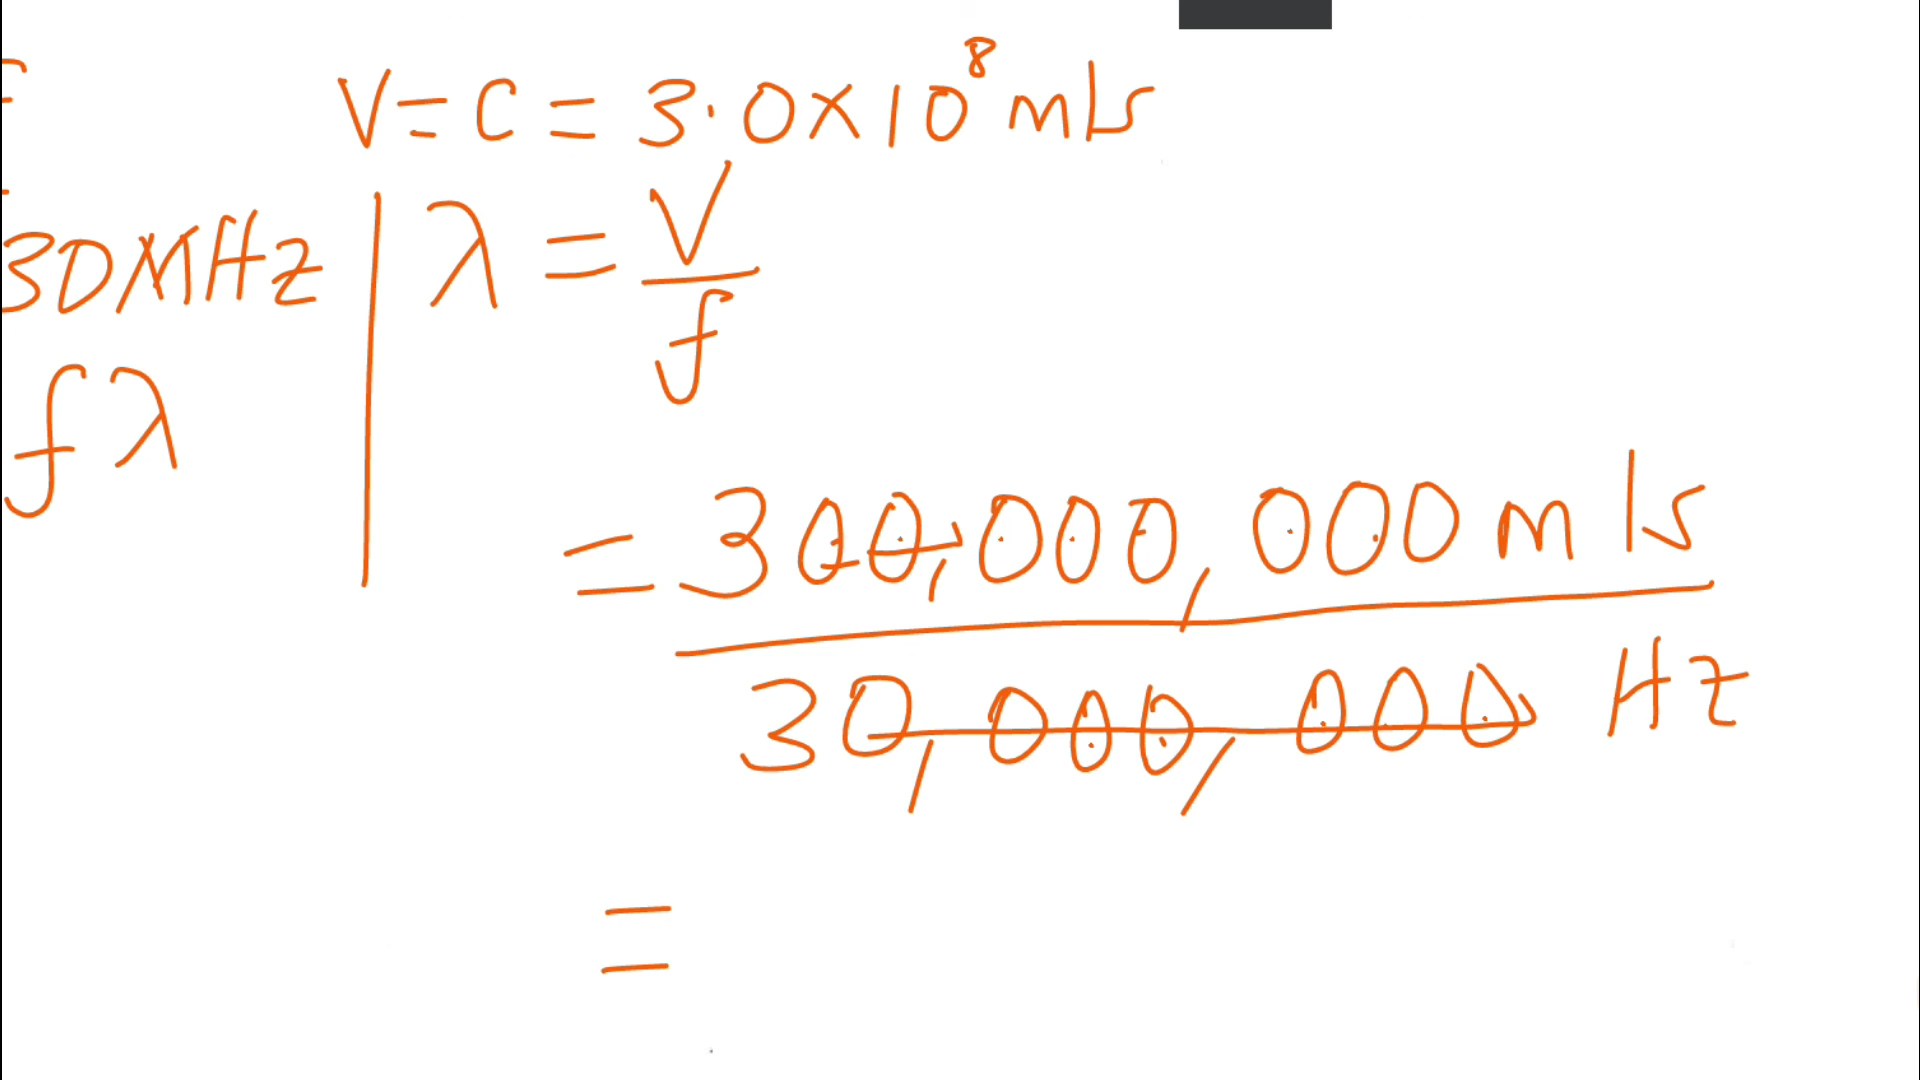 V = C = 3.0 × 10⁸ m/s
30MHz
λ = V/f
fλ
= 300,000,000 m/s
30,000,000 Hz
=